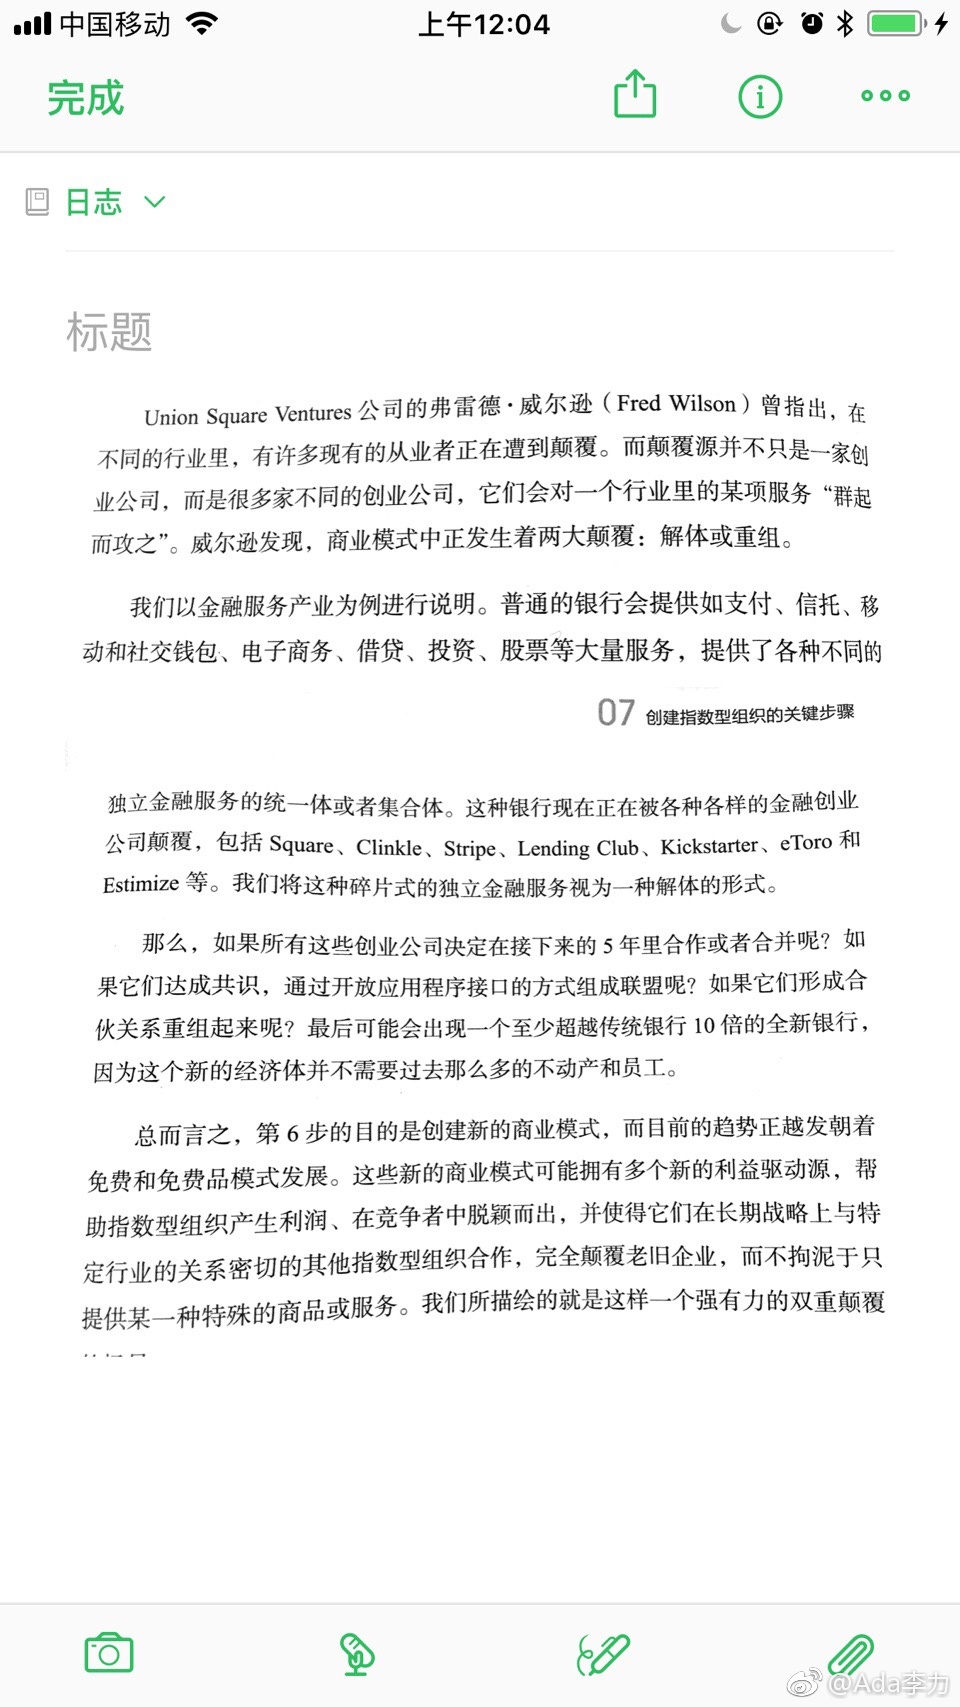 中国移动
上午12:04
完成
日志
标题
Union Square Ventures 公司的弗雷德·威尔逊（Fred Wilson）曾指出，在
不同的行业里，有许多现有的从业者正在遭到颠覆。而颠覆源并不只是一家创
业公司，而是很多家不同的创业公司，它们会对一个行业里的某项服务“群起
而攻之”。威尔逊发现，商业模式中正发生着两大颠覆：解体或重组。
我们以金融服务产业为例进行说明。普通的银行会提供如支付、信托、移
动和社交钱包、电子商务、借贷、投资、股票等大量服务，提供了各种不同的
07 创建指数型组织的关键步骤
独立金融服务的统一体或者集合体。这种银行现在正在被各种各样的金融创业
公司颠覆，包括 Square、Clinkle、Stripe、Lending Club、Kickstarter、eToro 和
Estimize 等。我们将这种碎片式的独立金融服务视为一种解体的形式。
那么，如果所有这些创业公司决定在接下来的 5 年里合作或者合并呢？如
果它们达成共识，通过开放应用程序接口的方式组成联盟呢？如果它们形成合
伙关系重组起来呢？最后可能会出现一个至少超越传统银行 10 倍的全新银行，
因为这个新的经济体并不需要过去那么多的不动产和员工。
总而言之，第 6 步的目的是创建新的商业模式，而目前的趋势正越发朝着
免费和免费品模式发展。这些新的商业模式可能拥有多个新的利益驱动源，帮
助指数型组织产生利润、在竞争者中脱颖而出，并使得它们在长期战略上与特
定行业的关系密切的其他指数型组织合作，完全颠覆老旧企业，而不拘泥于只
提供某一种特殊的商品或服务。我们所描绘的就是这样一个强有力的双重颠覆
@Ada李力